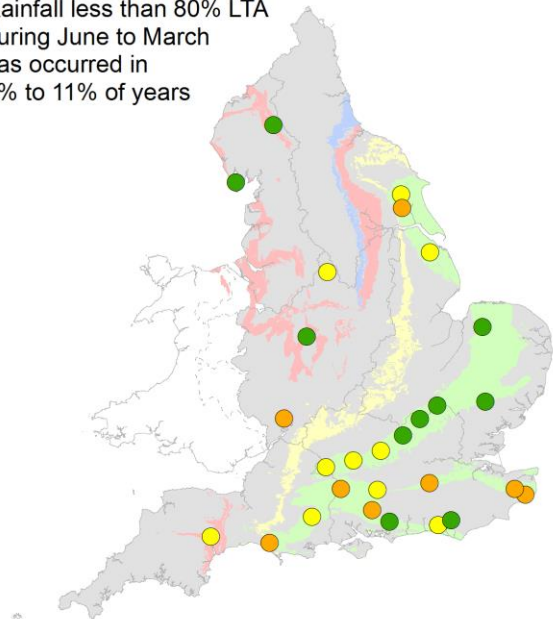 ainfall less than 80% LTA
uring June to March
as occurred in
% to 11% of years